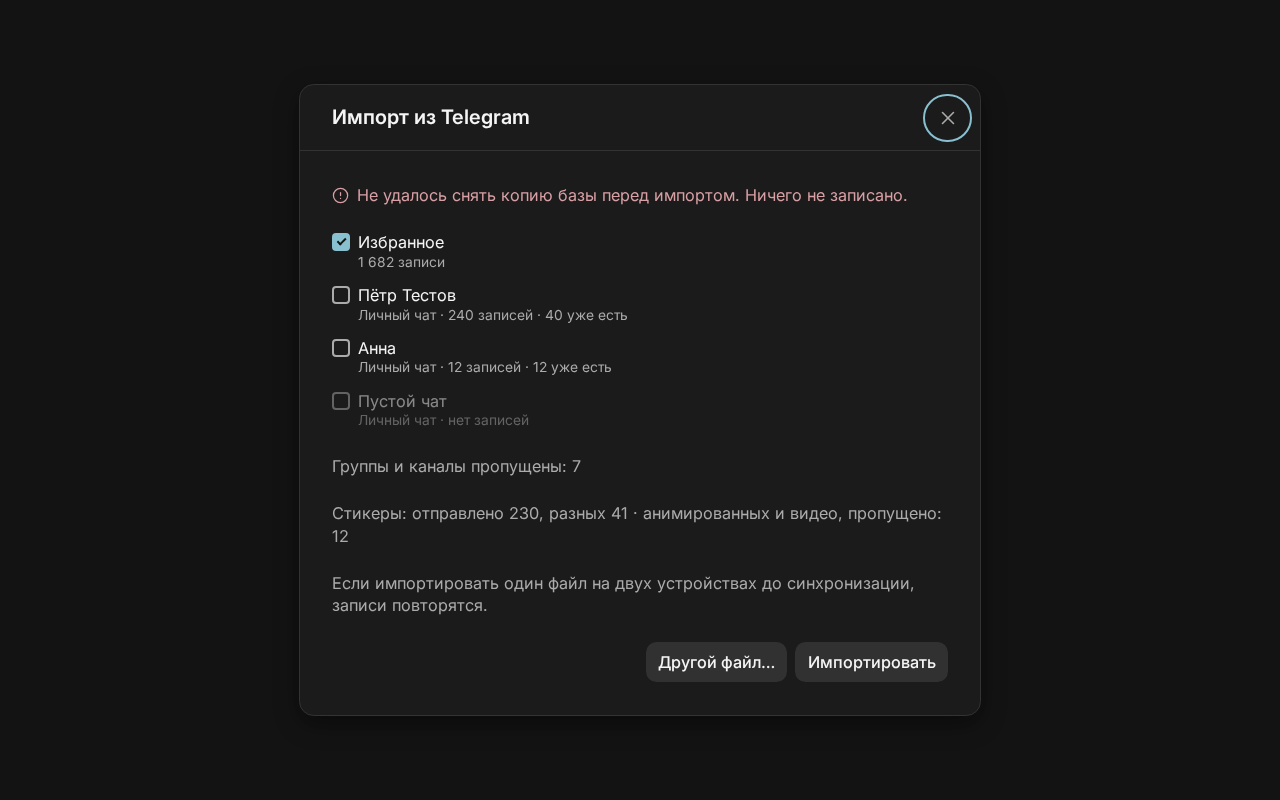 Импорт из Telegram
Не удалось снять копию базы перед импортом. Ничего не записано.
Избранное
1 682 записи
Пётр Тестов
Личный чат · 240 записей · 40 уже есть
Анна
Личный чат · 12 записей · 12 уже есть
Пустой чат
Личный чат · нет записей
Группы и каналы пропущены: 7
Стикеры: отправлено 230, разных 41 · анимированных и видео, пропущено:
12
Если импортировать один файл на двух устройствах до синхронизации,
записи повторятся.
Другой файл…
Импортировать